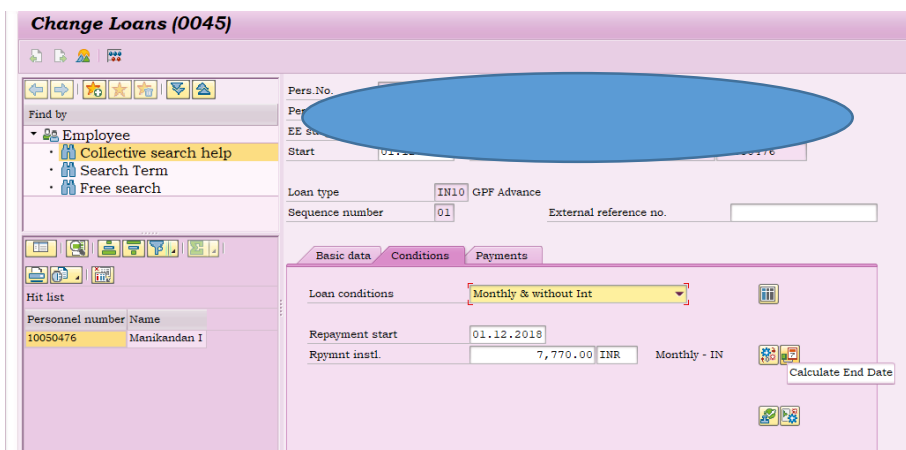 Change Loans (0045)
Pers.No.
Find by
Employee
Collective search help
Search Term
Free search
Start
Loan type IN10 GPF Advance
Sequence number 01 External reference no.
Basic data Conditions Payments
Loan conditions Monthly & without Int
Repayment start 01.12.2018
Rpymnt instl. 7,770.00 INR Monthly - IN
Calculate End Date
Hit list
Personnel number Name
10050476 Manikandan I